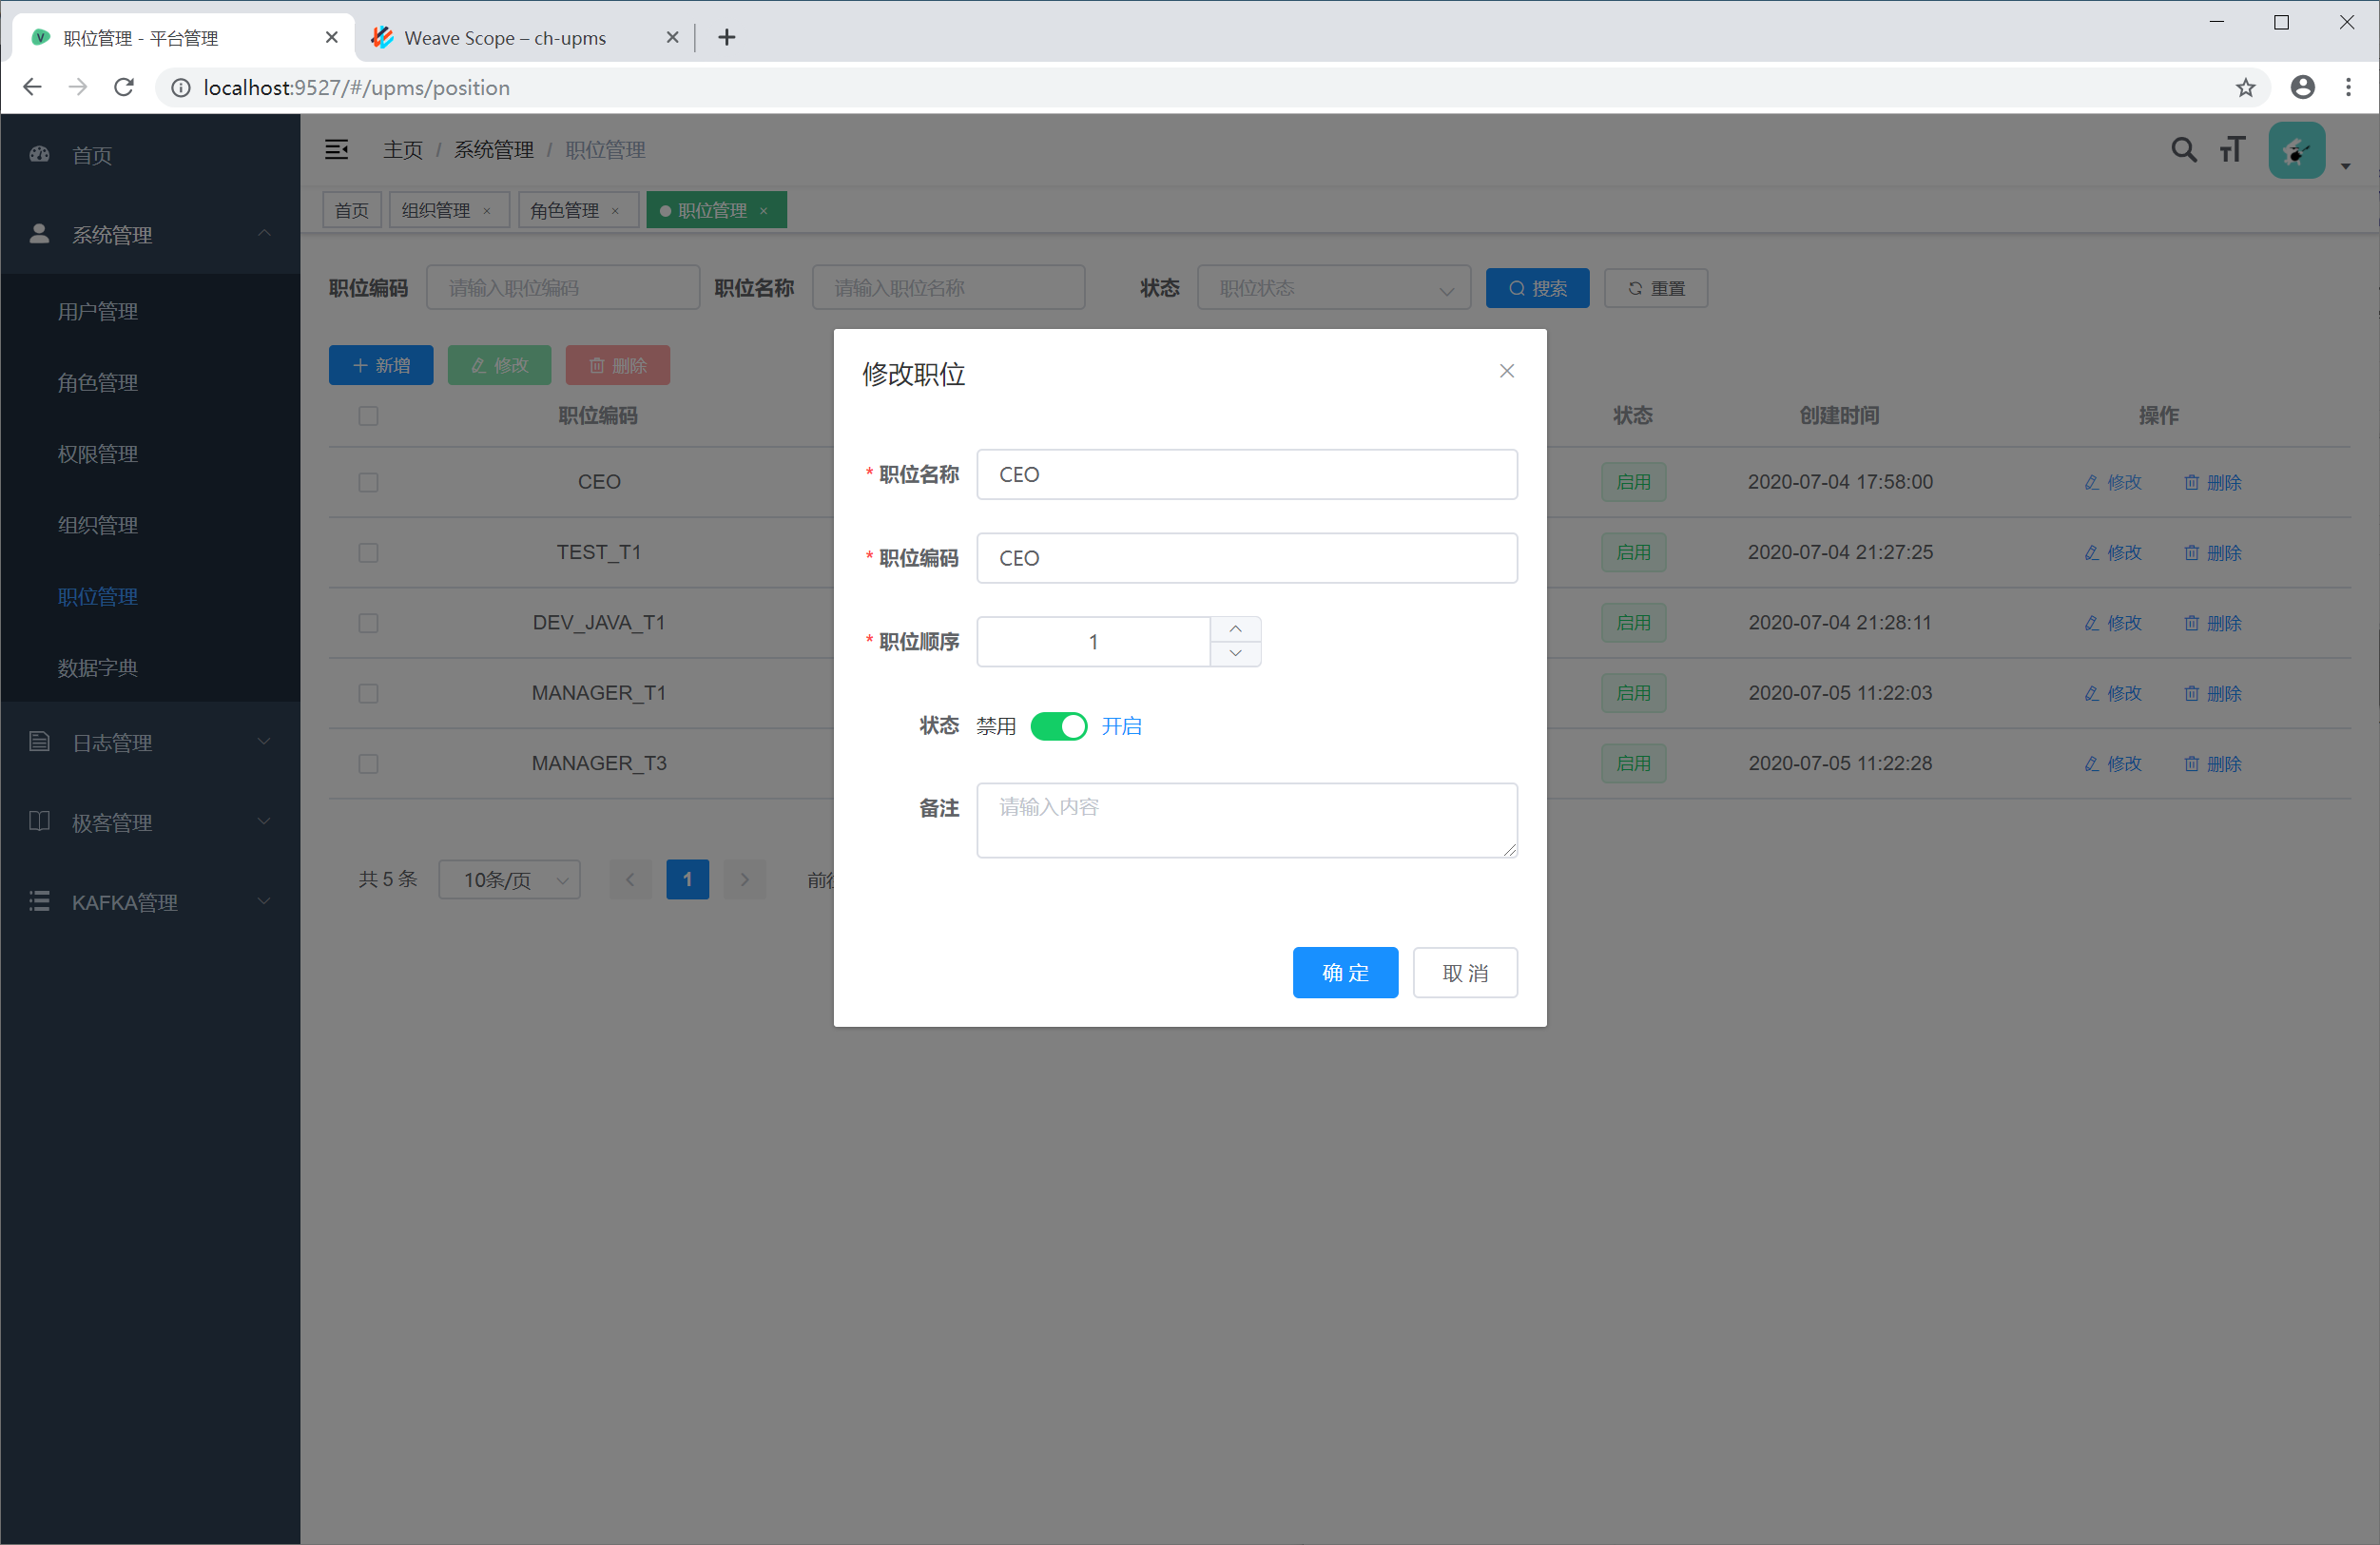 职位管理 - 平台管理
Weave Scope – ch-upms
localhost:9527/#/upms/position
首页
系统管理
用户管理
角色管理
权限管理
组织管理
职位管理
数据字典
日志管理
极客管理
KAFKA管理
主页 / 系统管理 / 职位管理
首页 组织管理 × 角色管理 × 职位管理 ×
职位编码 请输入职位编码 职位名称 请输入职位名称 状态 职位状态 搜索 重置
新增 修改 删除
职位编码 状态 创建时间 操作
CEO 启用 2020-07-04 17:58:00 修改 删除
TEST_T1 启用 2020-07-04 21:27:25 修改 删除
DEV_JAVA_T1 启用 2020-07-04 21:28:11 修改 删除
MANAGER_T1 启用 2020-07-05 11:22:03 修改 删除
MANAGER_T3 启用 2020-07-05 11:22:28 修改 删除
共 5 条 10条/页 1 前
修改职位
* 职位名称 CEO
* 职位编码 CEO
* 职位顺序 1
状态 禁用 开启
备注 请输入内容
确 定 取 消